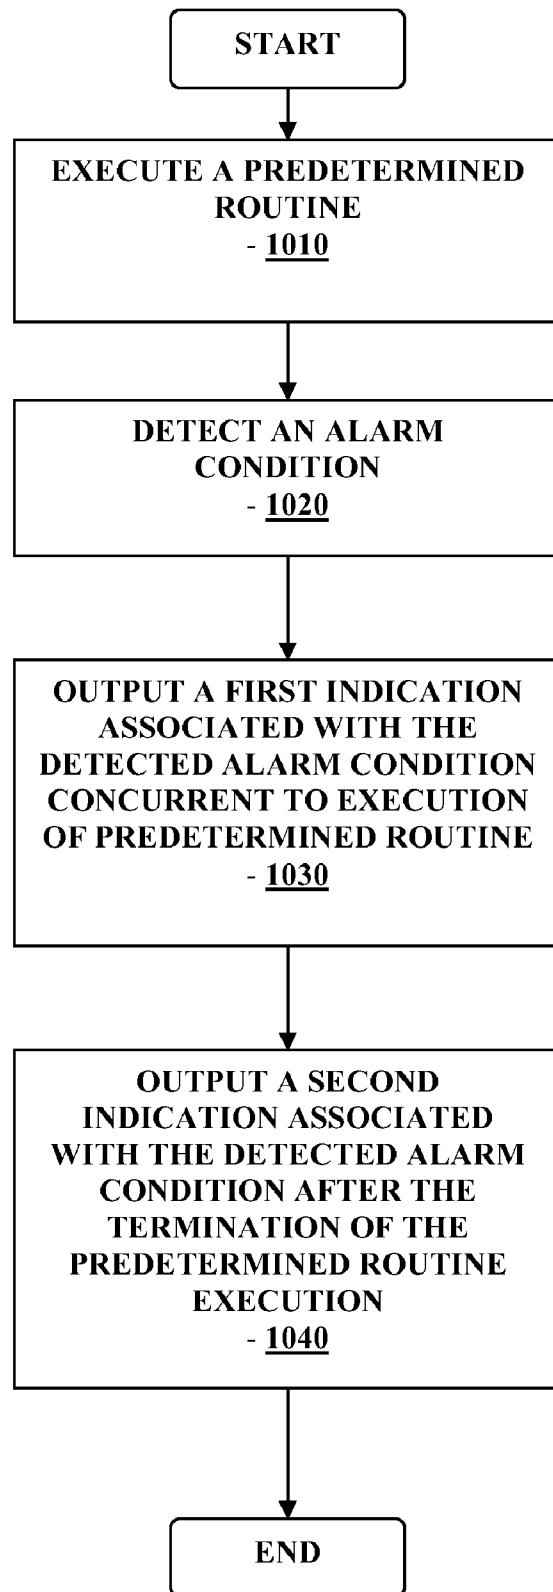 START
EXECUTE A PREDETERMINED
ROUTINE
- 1010
DETECT AN ALARM
CONDITION
- 1020
OUTPUT A FIRST INDICATION
ASSOCIATED WITH THE
DETECTED ALARM CONDITION
CONCURRENT TO EXECUTION
OF PREDETERMINED ROUTINE
- 1030
OUTPUT A SECOND
INDICATION ASSOCIATED
WITH THE DETECTED ALARM
CONDITION AFTER THE
TERMINATION OF THE
PREDETERMINED ROUTINE
EXECUTION
- 1040
END